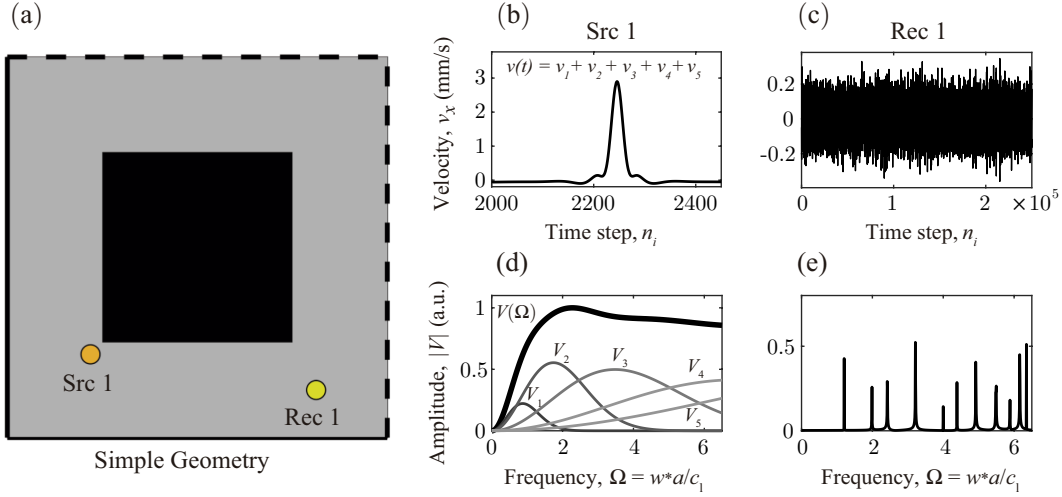 (a)
Src 1
Rec 1
Simple Geometry
(b)
Src 1
v(t) = v₁ + v₂ + v₃ + v₄ + v₅
Velocity, vₓ (mm/s)
3
2
1
0
2000
2200
2400
Time step, nᵢ
(c)
Rec 1
0.2
0
-0.2
0
1
2
×10⁵
Time step, nᵢ
(d)
V(Ω)
V₁
V₂
V₃
V₄
V₅
Amplitude, |V| (a.u.)
1
0.5
0
0
2
4
6
Frequency, Ω = w*a/c₁
(e)
0.5
0
0
2
4
6
Frequency, Ω = w*a/c₁